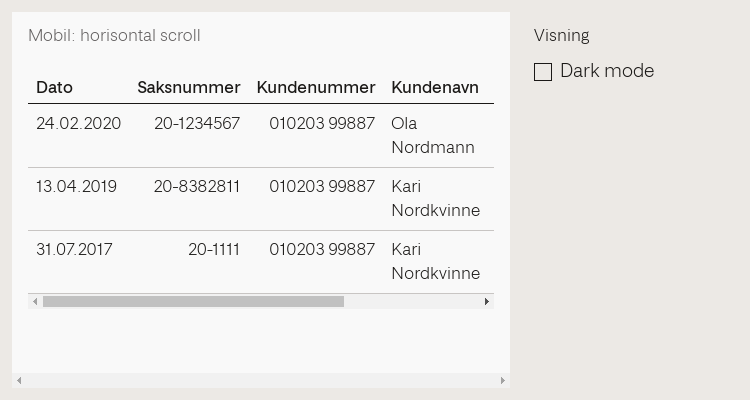 Mobil: horisontal scroll
Dato Saksnummer Kundenummer Kundenavn
24.02.2020 20-1234567 010203 99887 Ola
Nordmann
13.04.2019 20-8382811 010203 99887 Kari
Nordkvinne
31.07.2017 20-1111 010203 99887 Kari
Nordkvinne
Visning
Dark mode